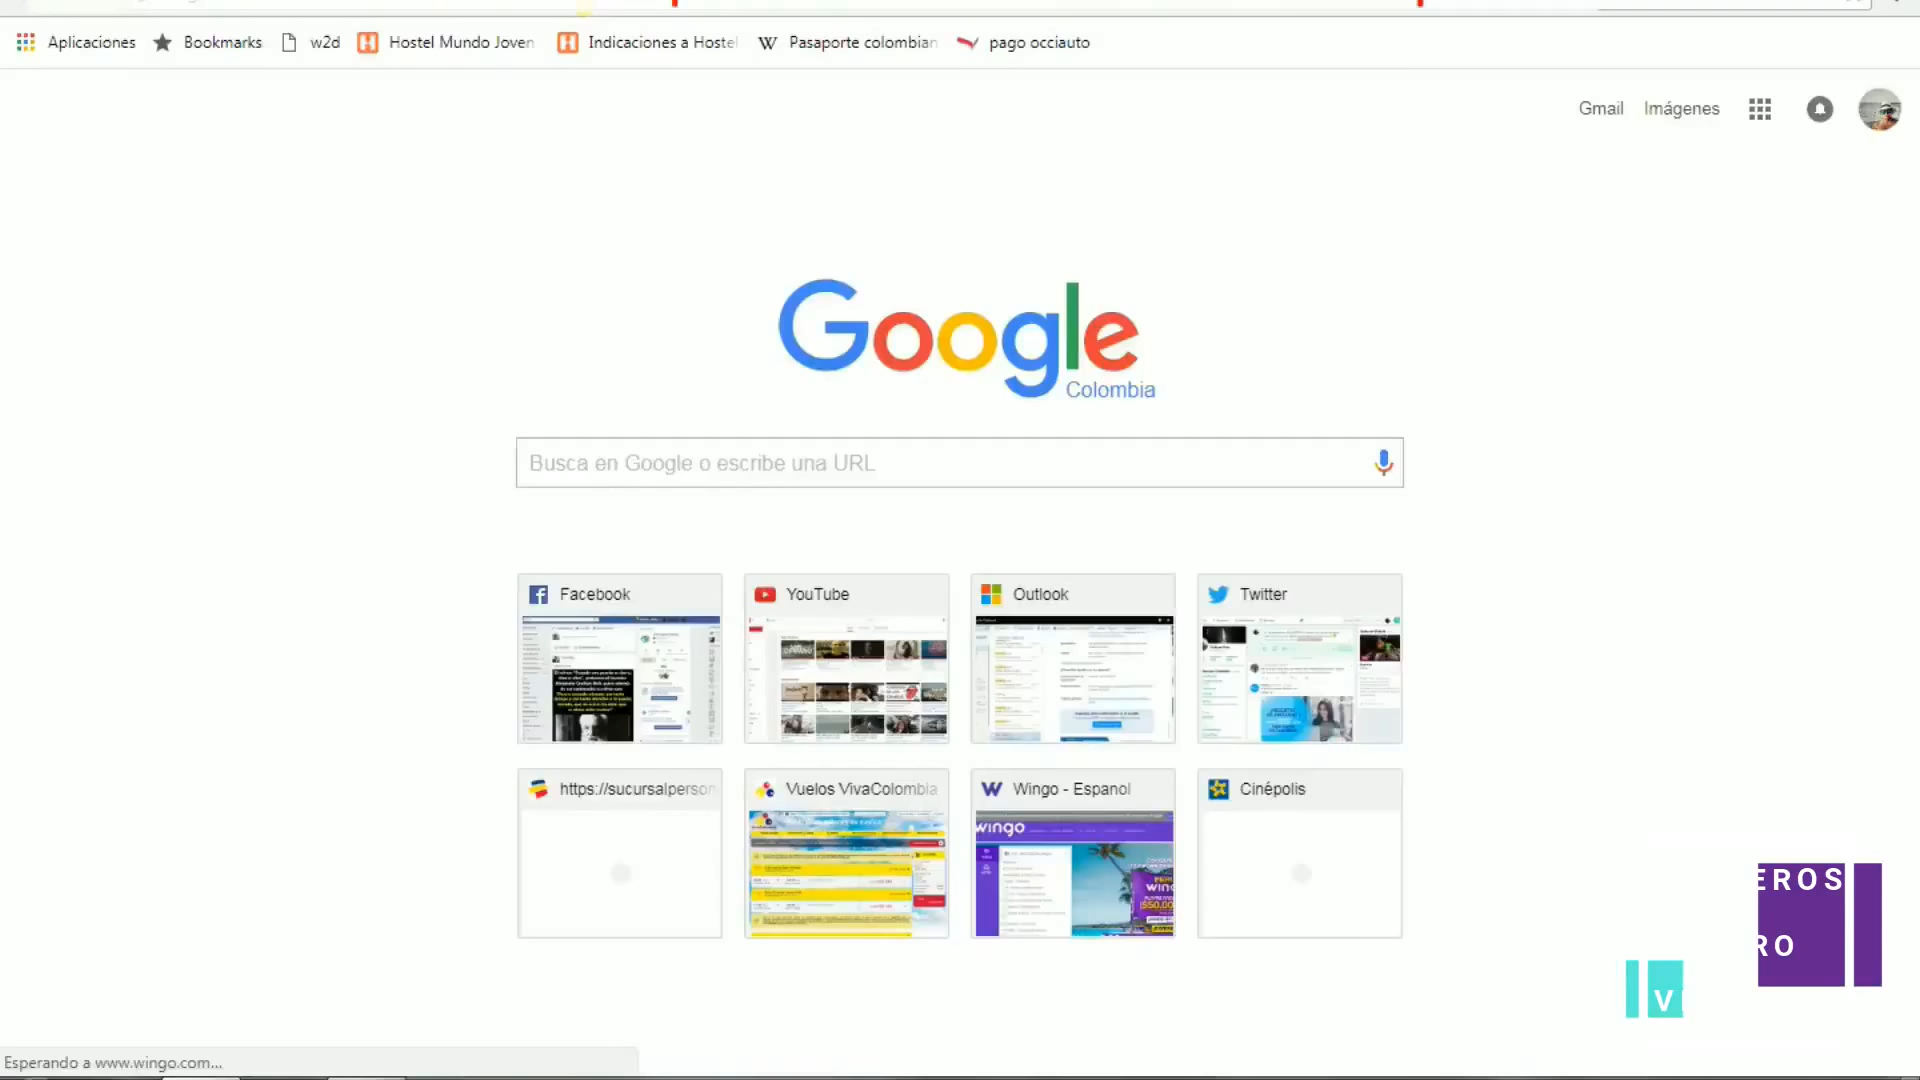 Aplicaciones Bookmarks w2d Hostel Mundo Joven Indicaciones a Hoste Pasaporte colombian pago occiauto
Gmail Imágenes
Google
Colombia
Busca en Google o escribe una URL
Facebook YouTube Outlook Twitter
https://sucursalperson Vuelos VivaColombia Wingo - Espanol Cinépolis
wingo
EROS
RO
V
Esperando a www.wingo.com...